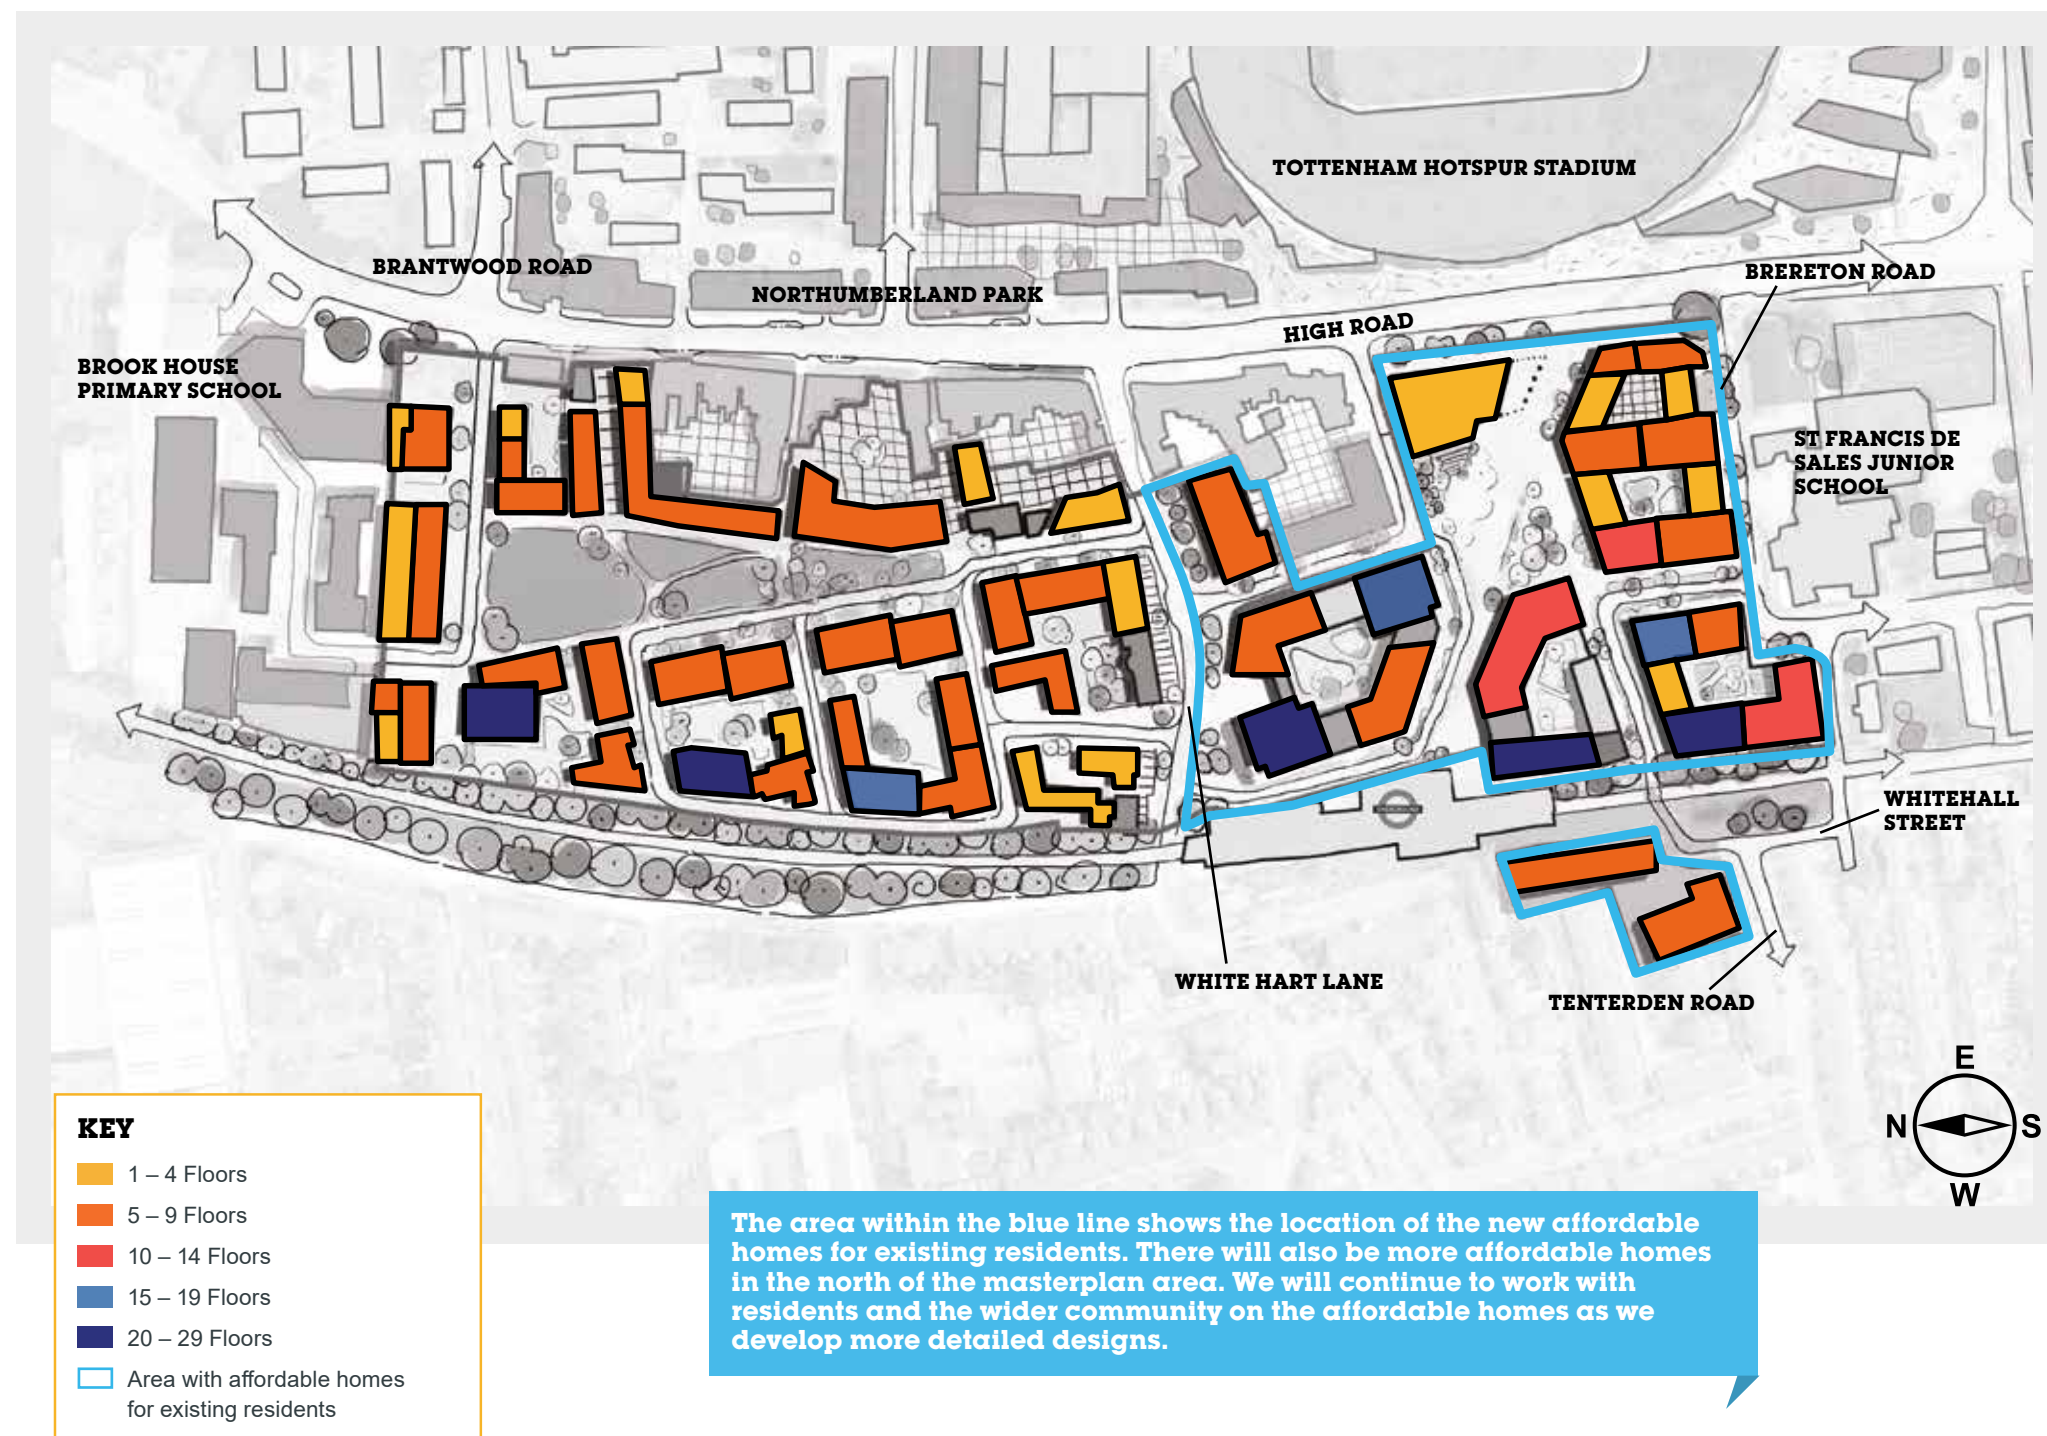 TOTTENHAM HOTSPUR STADIUM
BRANTWOOD ROAD
BRERETON ROAD
NORTHUMBERLAND PARK
HIGH ROAD
BROOK HOUSE
PRIMARY SCHOOL
ST FRANCIS DE
SALES JUNIOR
SCHOOL
WHITEHALL
STREET
WHITE HART LANE
TENTERDEN ROAD
E
N
S
W
KEY
1 – 4 Floors
5 – 9 Floors
10 – 14 Floors
15 – 19 Floors
20 – 29 Floors
Area with affordable homes
for existing residents
The area within the blue line shows the location of the new affordable
homes for existing residents. There will also be more affordable homes
in the north of the masterplan area. We will continue to work with
residents and the wider community on the affordable homes as we
develop more detailed designs.